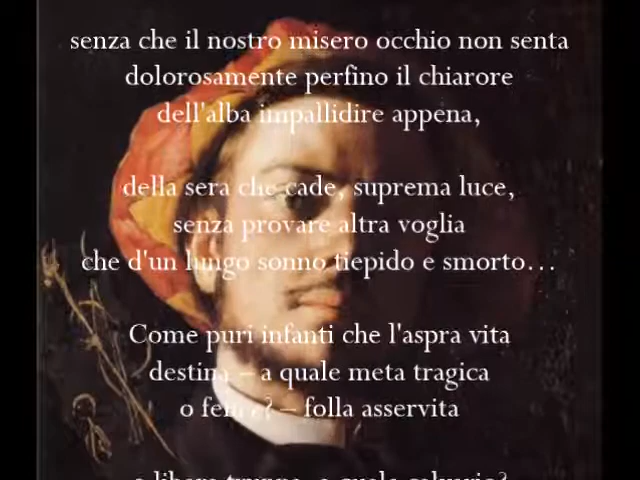 senza che il nostro misero occhio non senta
dolorosamente perfino il chiarore
dell'alba impallidire appena,
della sera che cade, suprema luce,
senza provare altra voglia
che d'un lungo sonno tiepido e smorto…
Come puri infanti che l'aspra vita
destina – a quale meta tragica
o – folla asservita